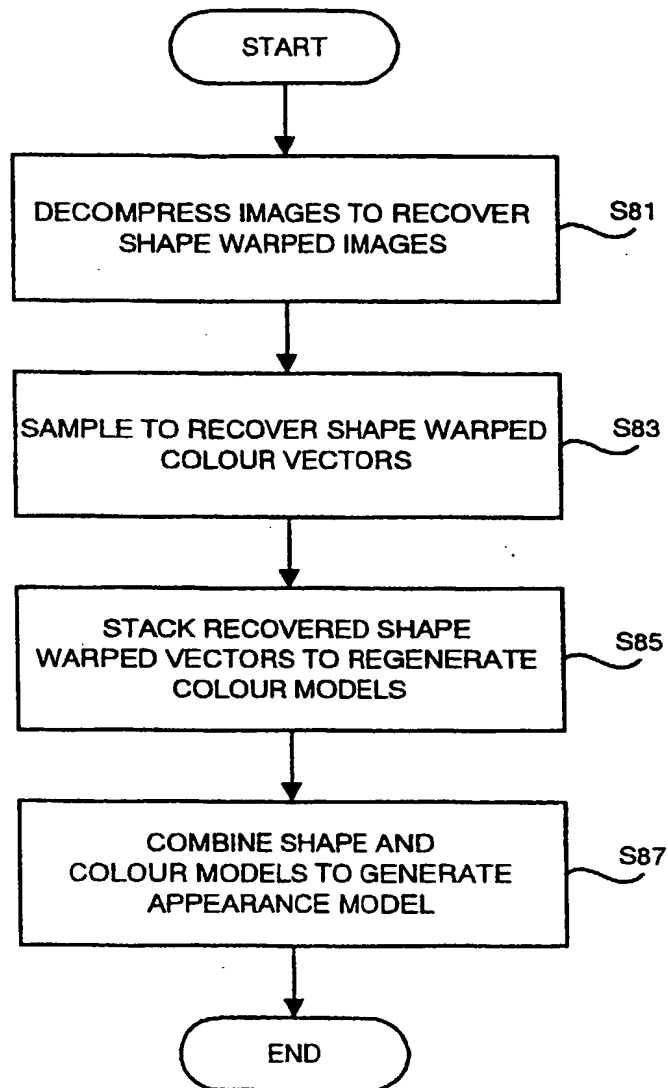 START
DECOMPRESS IMAGES TO RECOVER
SHAPE WARPED IMAGES
S81
SAMPLE TO RECOVER SHAPE WARPED
COLOUR VECTORS
S83
STACK RECOVERED SHAPE
WARPED VECTORS TO REGENERATE
COLOUR MODELS
S85
COMBINE SHAPE AND
COLOUR MODELS TO GENERATE
APPEARANCE MODEL
S87
END